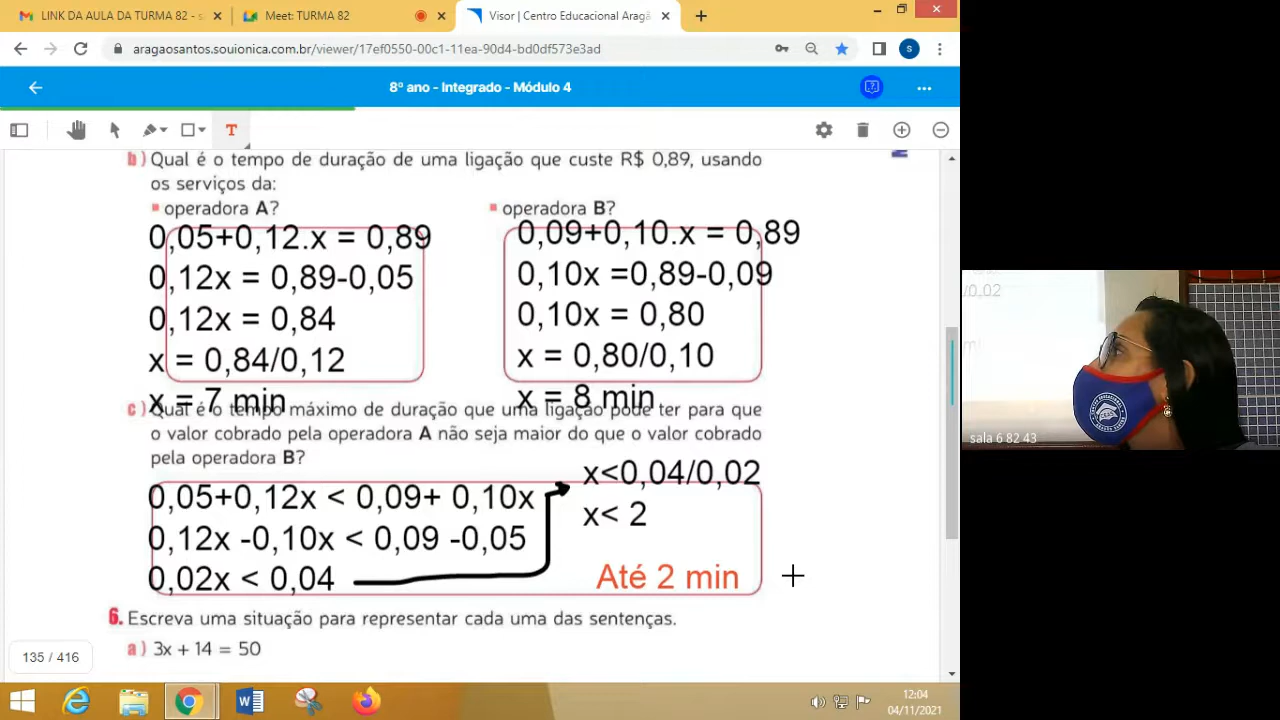 LINK DA AULA DA TURMA 82 - s
Meet: TURMA 82
Visor | Centro Educacional Aragã
aragaosantos.souionica.com.br/viewer/17ef0550-00c1-11ea-90d4-bd0df573e3ad
s
8º ano - Integrado - Módulo 4
T
b) Qual é o tempo de duração de uma ligação que custe R$ 0,89, usando
os serviços da:
operadora A?
operadora B?
0,05+0,12.x = 0,89
0,12x = 0,89-0,05
0,12x = 0,84
x = 0,84/0,12
x = 7 min
0,09+0,10.x = 0,89
0,10x =0,89-0,09
0,10x = 0,80
x = 0,80/0,10
x = 8 min
c) Qual é o tempo máximo de duração que uma ligação pode ter para que
o valor cobrado pela operadora A não seja maior do que o valor cobrado
pela operadora B?
0,05+0,12x < 0,09+ 0,10x
0,12x -0,10x < 0,09 -0,05
0,02x < 0,04
x<0,04/0,02
x< 2
Até 2 min
6. Escreva uma situação para representar cada uma das sentenças.
a) 3x + 14 = 50
135 / 416
12:04
04/11/2021
/0,02
sala 6 82 43